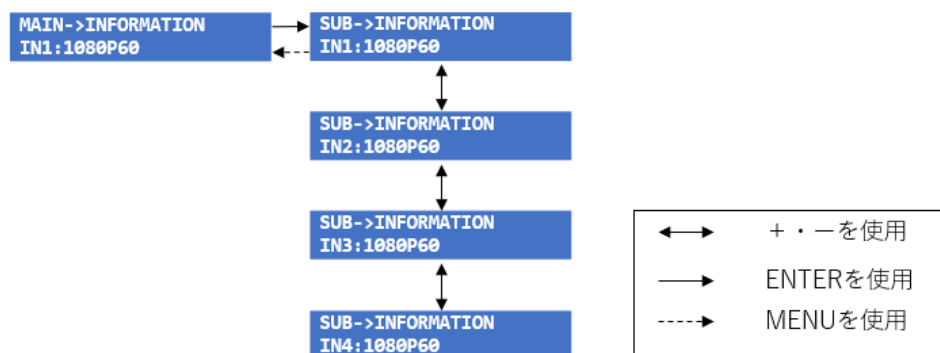 MAIN->INFORMATION
IN1:1080P60
SUB->INFORMATION
IN1:1080P60
SUB->INFORMATION
IN2:1080P60
SUB->INFORMATION
IN3:1080P60
SUB->INFORMATION
IN4:1080P60
＋・－を使用
ENTERを使用
MENUを使用